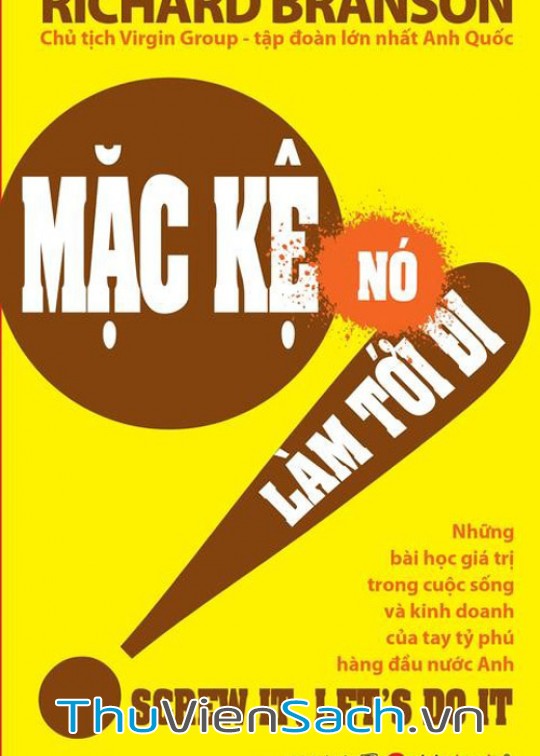 RICHARD BRANSON
Chủ tịch Virgin Group - tập đoàn lớn nhất Anh Quốc
MẶC KỆ
NÓ
LÀM TỚI ĐI
Những
bài học giá trị
trong cuộc sống
và kinh doanh
của tay tỷ phú
hàng đầu nước Anh
SCREW IT, LET'S DO IT
ThuVienSach.vn